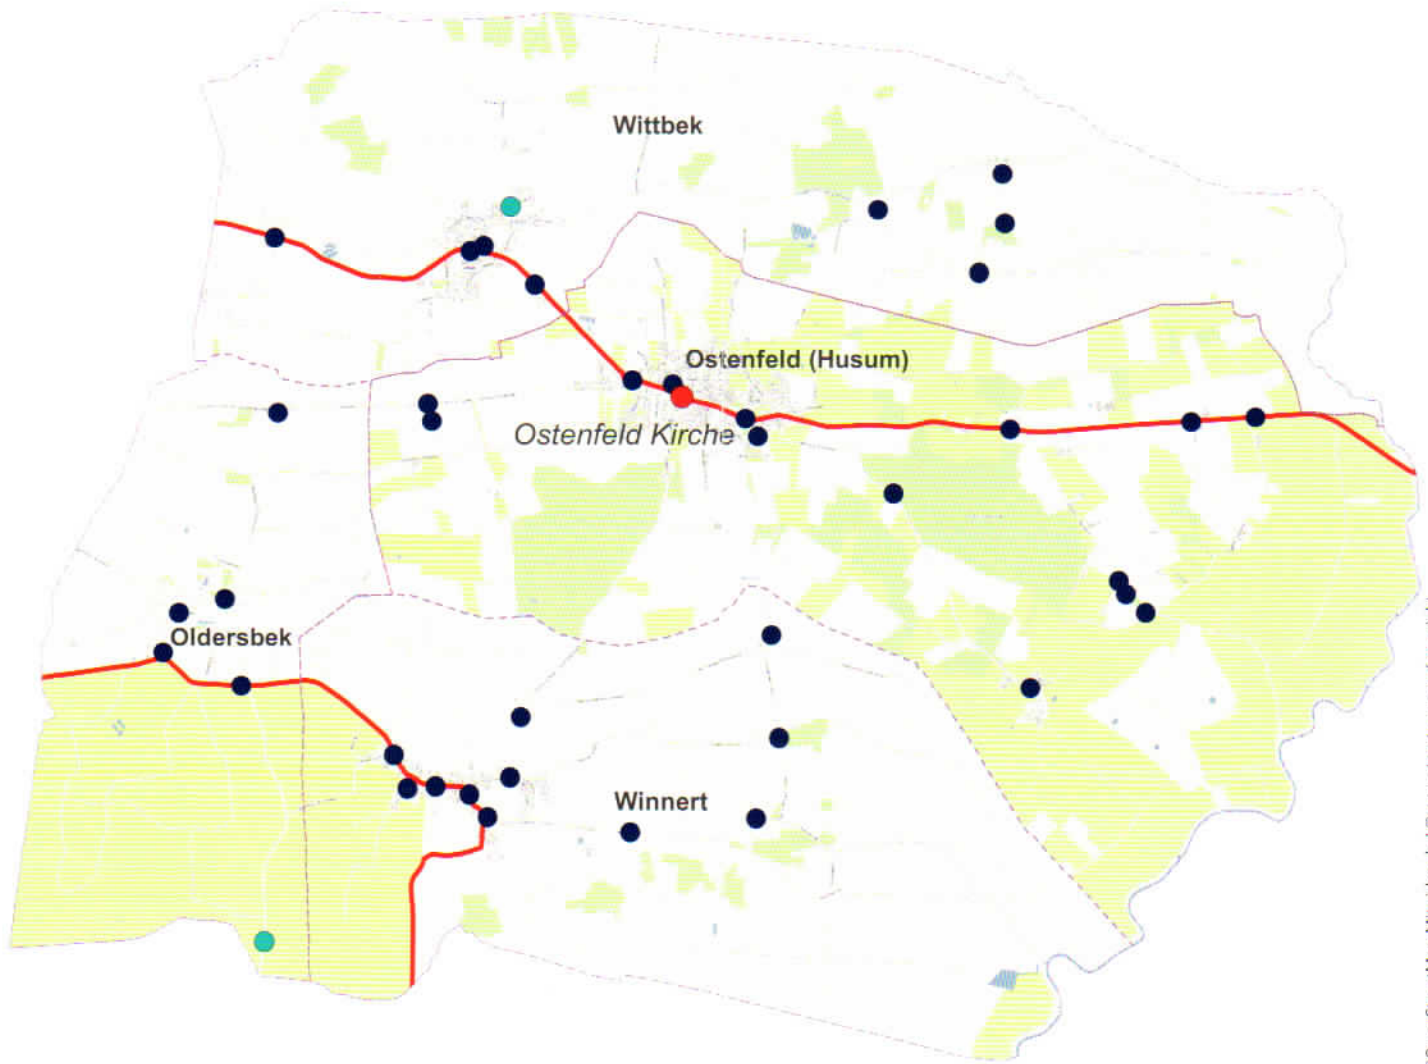 Wittbek
Ostenfeld (Husum)
Ostenfeld Kirche
Oldersbek
Winnert